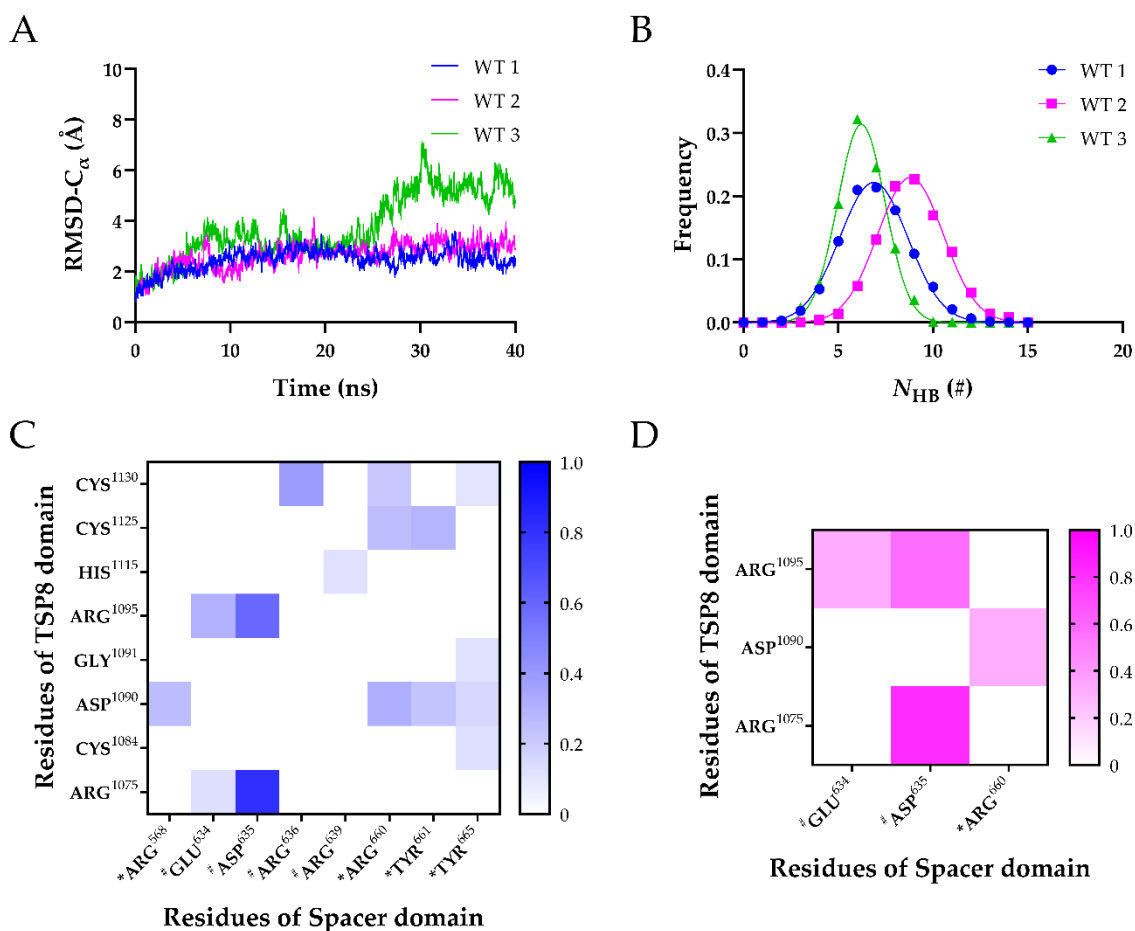 A
RMSD-Cα (Å)
10
8
6
4
2
0
0 10 20 30 40
Time (ns)
WT 1
WT 2
WT 3
B
Frequency
0.4
0.3
0.2
0.1
0.0
0 5 10 15 20
NHB (#)
WT 1
WT 2
WT 3
C
Residues of TSP8 domain
CYS1130
CYS1125
HIS1115
ARG1095
GLY1091
ASP1090
CYS1084
ARG1075
*ARG568
#GLU634
#ASP635
#ARG636
#ARG639
*ARG660
*TYR661
*TYR665
Residues of Spacer domain
1.0
0.8
0.6
0.4
0.2
0
D
Residues of TSP8 domain
ARG1095
ASP1090
ARG1075
#GLU634
#ASP635
*ARG660
Residues of Spacer domain
1.0
0.8
0.6
0.4
0.2
0